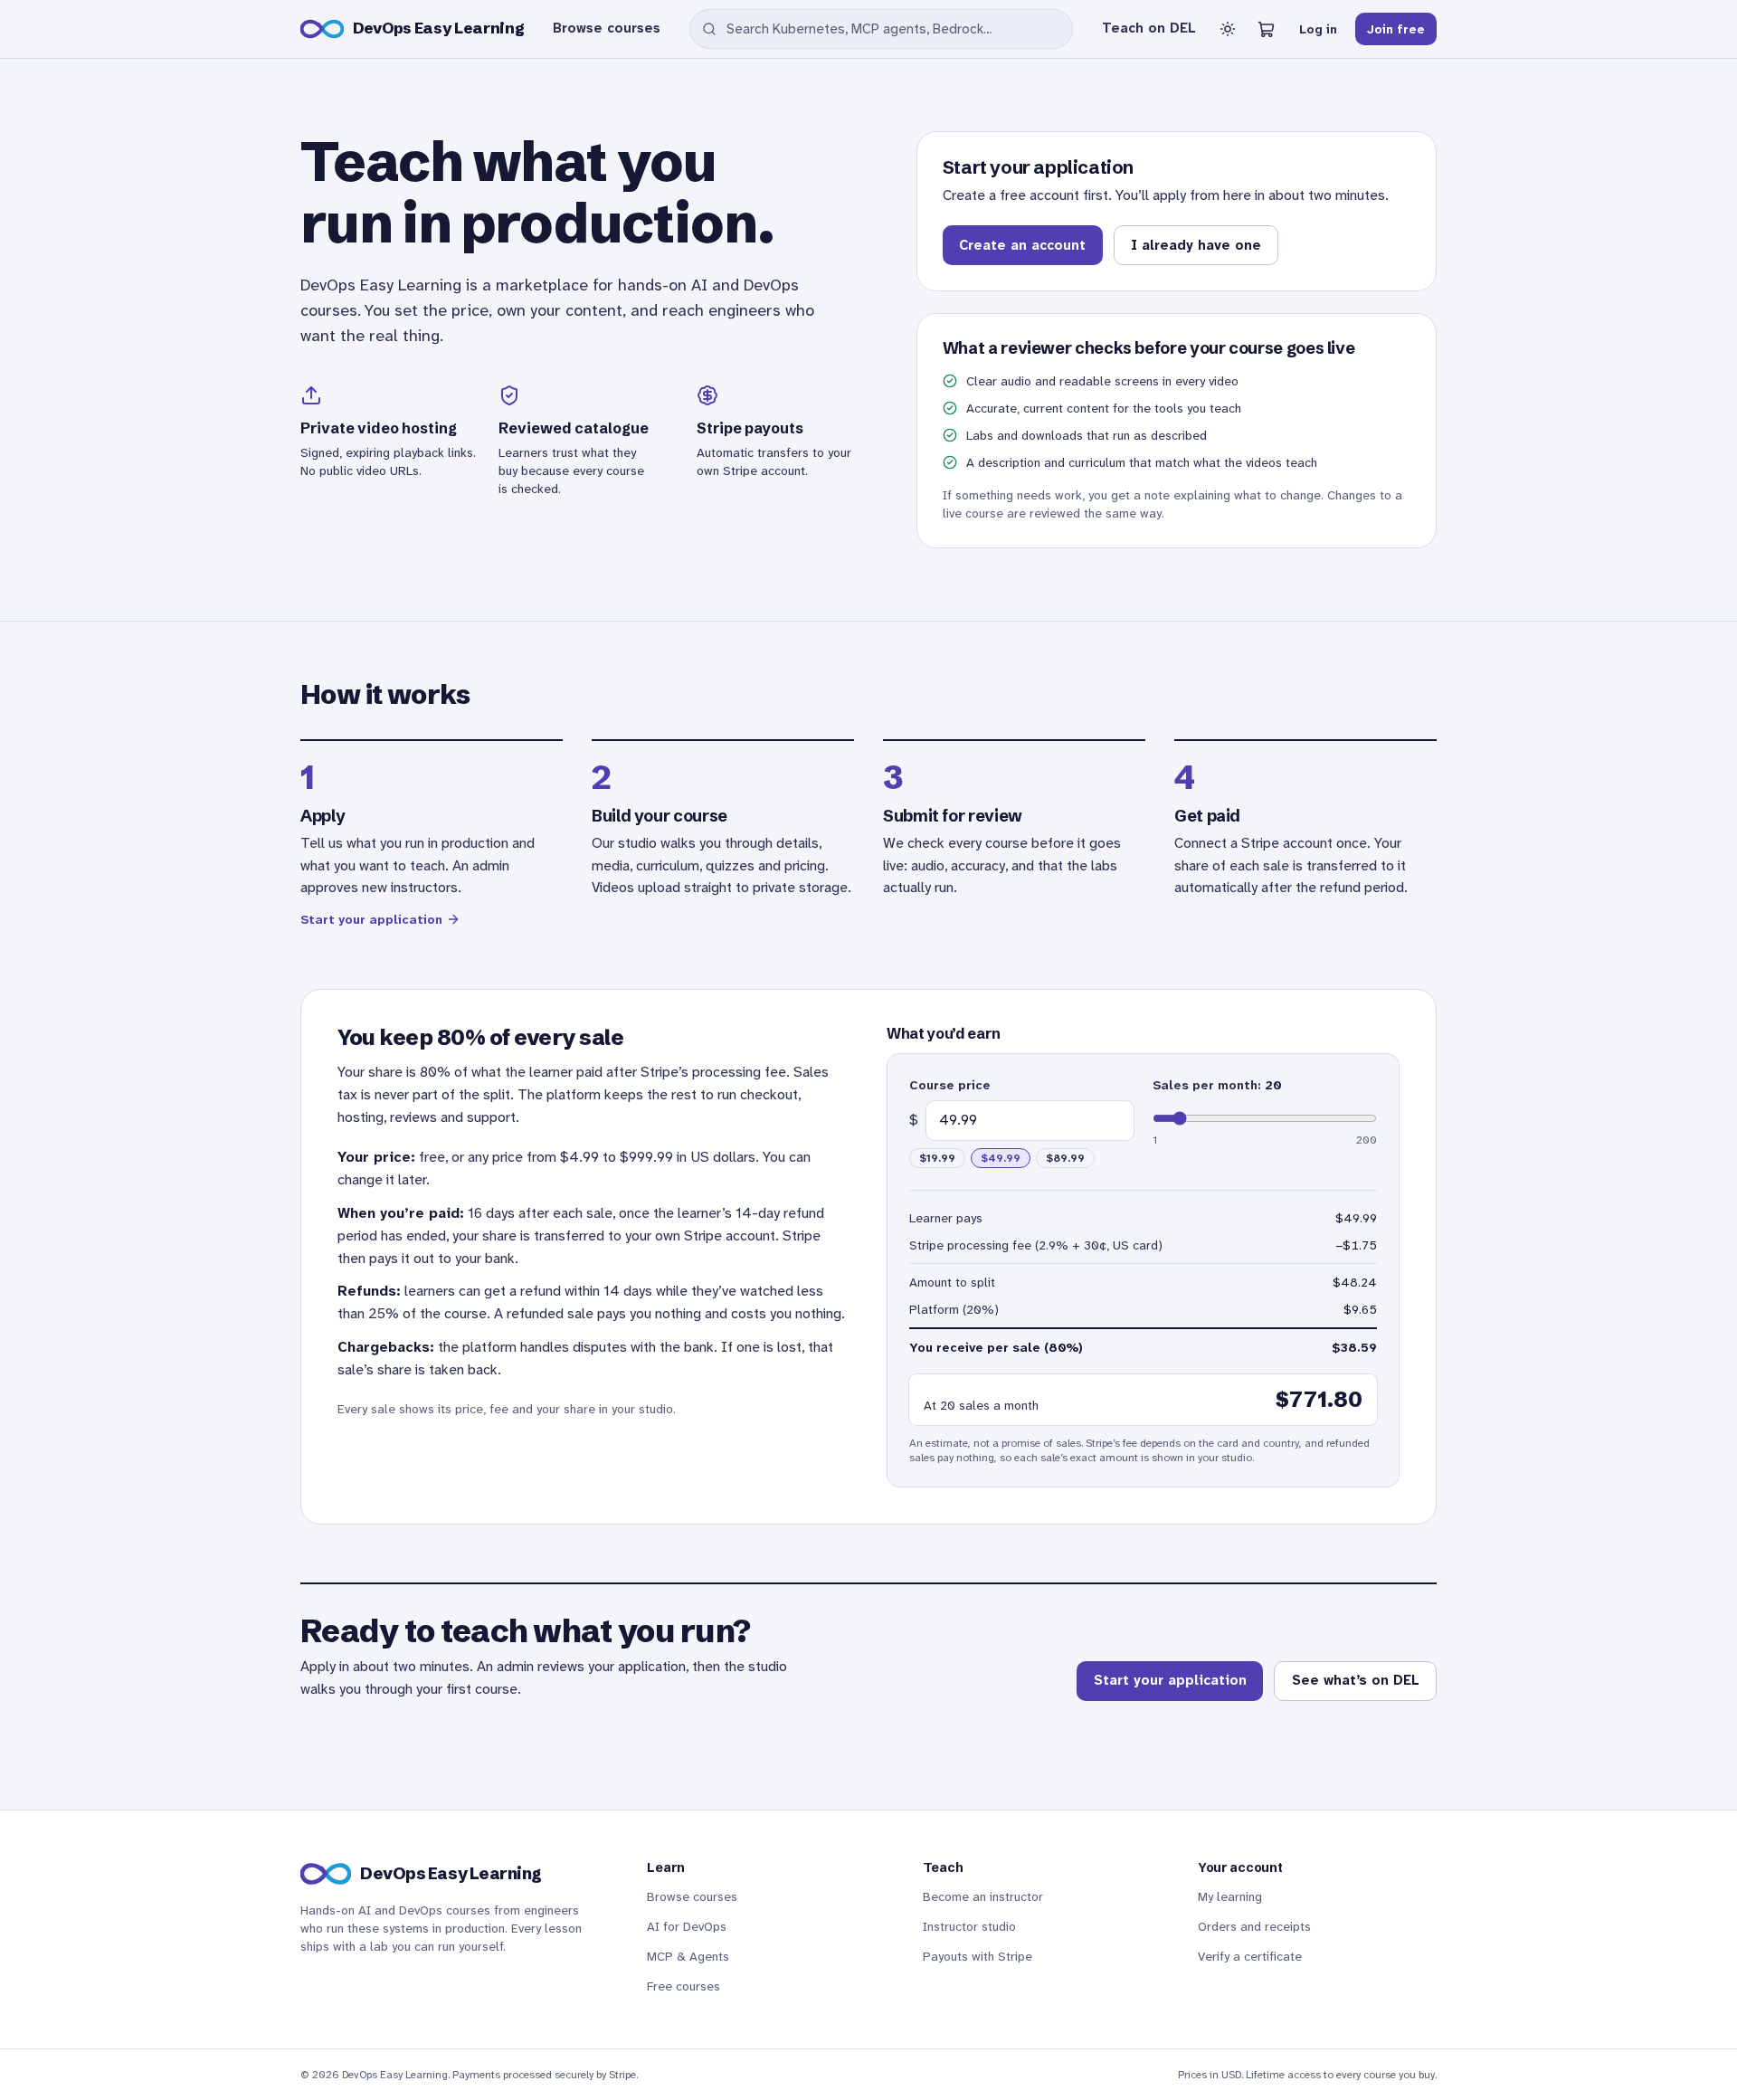 DevOps Easy Learning
Browse courses
Search Kubernetes, MCP agents, Bedrock...
Teach on DEL
Log in
Join free
Teach what you
run in production.
DevOps Easy Learning is a marketplace for hands-on AI and DevOps
courses. You set the price, own your content, and reach engineers who
want the real thing.
Private video hosting
Signed, expiring playback links.
No public video URLs.
Reviewed catalogue
Learners trust what they
buy because every course
is checked.
Stripe payouts
Automatic transfers to your
own Stripe account.
Start your application
Create a free account first. You’ll apply from here in about two minutes.
Create an account
I already have one
What a reviewer checks before your course goes live
Clear audio and readable screens in every video
Accurate, current content for the tools you teach
Labs and downloads that run as described
A description and curriculum that match what the videos teach
If something needs work, you get a note explaining what to change. Changes to a
live course are reviewed the same way.
How it works
1
Apply
Tell us what you run in production and
what you want to teach. An admin
approves new instructors.
Start your application →
2
Build your course
Our studio walks you through details,
media, curriculum, quizzes and pricing.
Videos upload straight to private storage.
3
Submit for review
We check every course before it goes
live: audio, accuracy, and that the labs
actually run.
4
Get paid
Connect a Stripe account once. Your
share of each sale is transferred to it
automatically after the refund period.
You keep 80% of every sale
Your share is 80% of what the learner paid after Stripe’s processing fee. Sales
tax is never part of the split. The platform keeps the rest to run checkout,
hosting, reviews and support.
Your price: free, or any price from $4.99 to $999.99 in US dollars. You can
change it later.
When you’re paid: 16 days after each sale, once the learner’s 14-day refund
period has ended, your share is transferred to your own Stripe account. Stripe
then pays it out to your bank.
Refunds: learners can get a refund within 14 days while they’ve watched less
than 25% of the course. A refunded sale pays you nothing and costs you nothing.
Chargebacks: the platform handles disputes with the bank. If one is lost, that
sale’s share is taken back.
Every sale shows its price, fee and your share in your studio.
What you’d earn
Course price
$ 49.99
$19.99 $49.99 $89.99
Sales per month: 20
1 200
Learner pays $49.99
Stripe processing fee (2.9% + 30¢, US card) −$1.75
Amount to split $48.24
Platform (20%) $9.65
You receive per sale (80%) $38.59
At 20 sales a month $771.80
An estimate, not a promise of sales. Stripe’s fee depends on the card and country, and refunded
sales pay nothing, so each sale’s exact amount is shown in your studio.
Ready to teach what you run?
Apply in about two minutes. An admin reviews your application, then the studio
walks you through your first course.
Start your application
See what’s on DEL
DevOps Easy Learning
Hands-on AI and DevOps courses from engineers
who run these systems in production. Every lesson
ships with a lab you can run yourself.
Learn
Browse courses
AI for DevOps
MCP & Agents
Free courses
Teach
Become an instructor
Instructor studio
Payouts with Stripe
Your account
My learning
Orders and receipts
Verify a certificate
© 2026 DevOps Easy Learning. Payments processed securely by Stripe.
Prices in USD. Lifetime access to every course you buy.